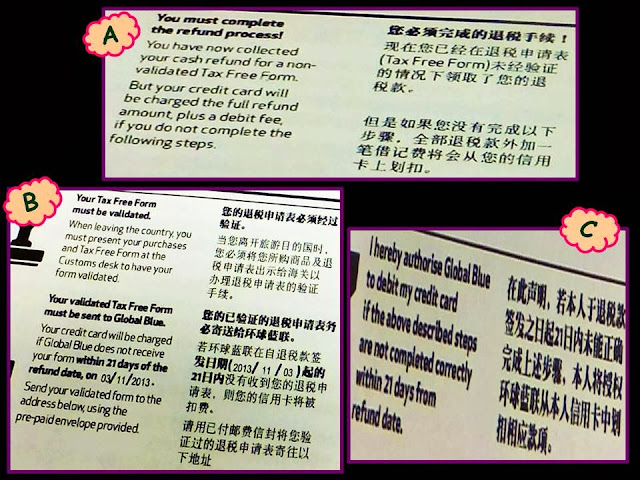 A
You must complete
the refund process!
You have now collected
your cash refund for a non-
validated Tax Free Form.
But your credit card will
be charged the full refund
amount, plus a debit fee,
if you do not complete the
following steps.
您必须完成的退税手续！
现在您已经在退税申请表
(Tax Free Form)未经验证
的情况下领取了您的退
税款。
但是如果您没有完成以下
步骤，全部退税款外加一
笔借记费将会从您的信用
卡上划扣。
B
Your Tax Free Form
must be validated.
When leaving the country, you
must present your purchases
and Tax Free Form at the
Customs desk to have your
form validated.
Your validated Tax Free Form
must be sent to Global Blue.
Your credit card will be charged
if Global Blue does not receive
your form within 21 days of the
refund date, on 03/11/2013.
Send your validated form to the
address below, using the
pre-paid envelope provided.
您的退税申请表必须经过
验证。
当您离开旅游目的国时，
您必须将您所购商品及退
税申请表出示给海关以
办理退税申请表的验证
手续。
您的已验证的退税申请表务
必寄送给环球蓝联。
若环球蓝联在自退税款签
发日期(2013/11/03)起的
21日内没有收到您的退税申
请表，则您的信用卡将被
扣费。
请用已付邮费信封将您验
证过的退税申请表寄往以
下地址
C
I hereby authorise Global Blue
to debit my credit card
if the above described steps
are not completed correctly
within 21 days from
refund date.
在此声明，若本人于退税款
签发之日起21日内未能正确
完成上述步骤，本人将授权
环球蓝联从本人信用卡中划
扣相应款项。